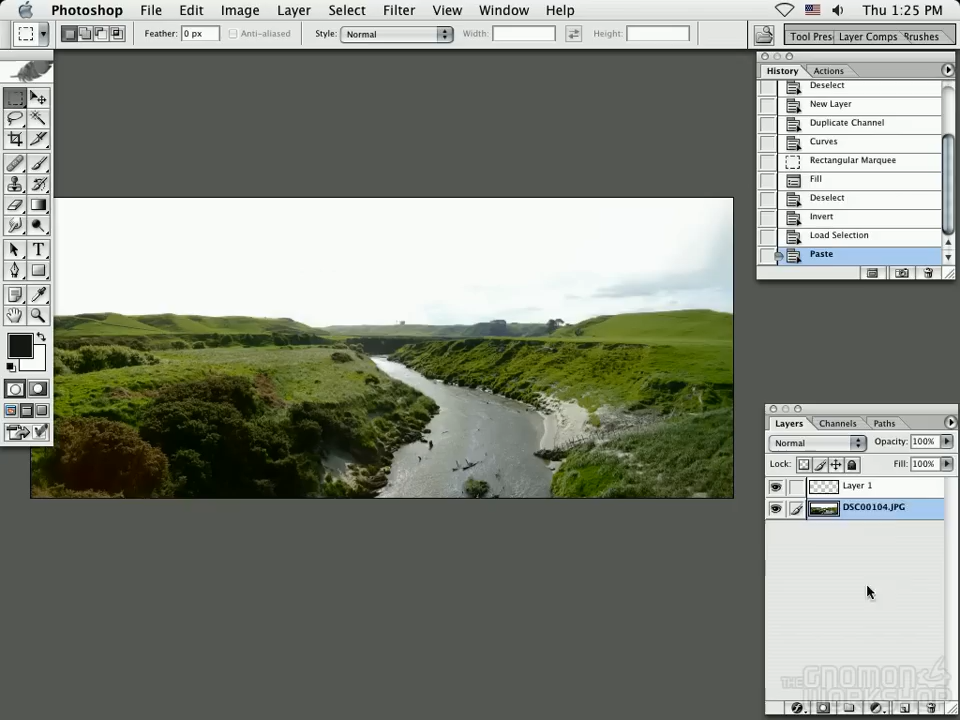 Photoshop File Edit Image Layer Select Filter View Window Help Thu 1:25 PM
Feather: 0 px Anti-aliased Style: Normal Width: Height: Tool Pres Layer Comps Brushes
History Actions
Deselect
New Layer
Duplicate Channel
Curves
Rectangular Marquee
Fill
Deselect
Invert
Load Selection
Paste
Layers Channels Paths
Normal Opacity: 100%
Lock: Fill: 100%
Layer 1
DSC00104.JPG
THE GNOMON
WORKSHOP